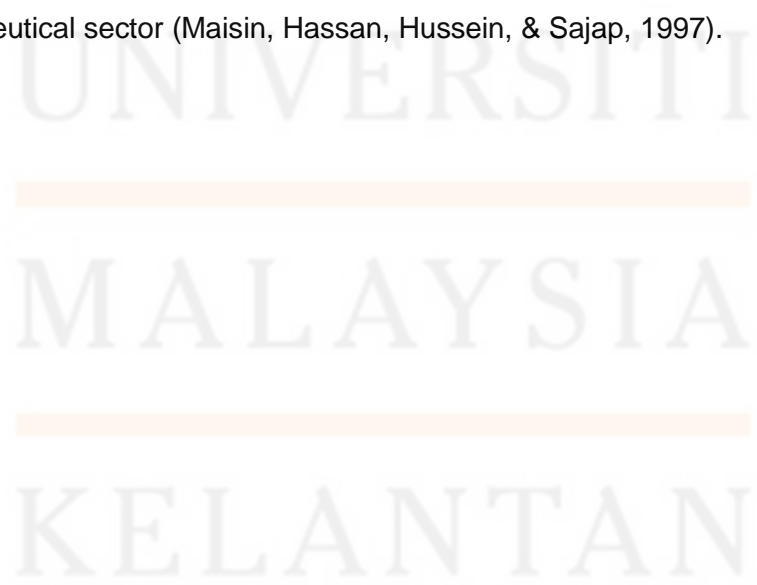 eutical sector (Maisin, Hassan, Hussein, & Sajap, 1997).
UNIVERSITI
MALAYSIA
KELANTAN